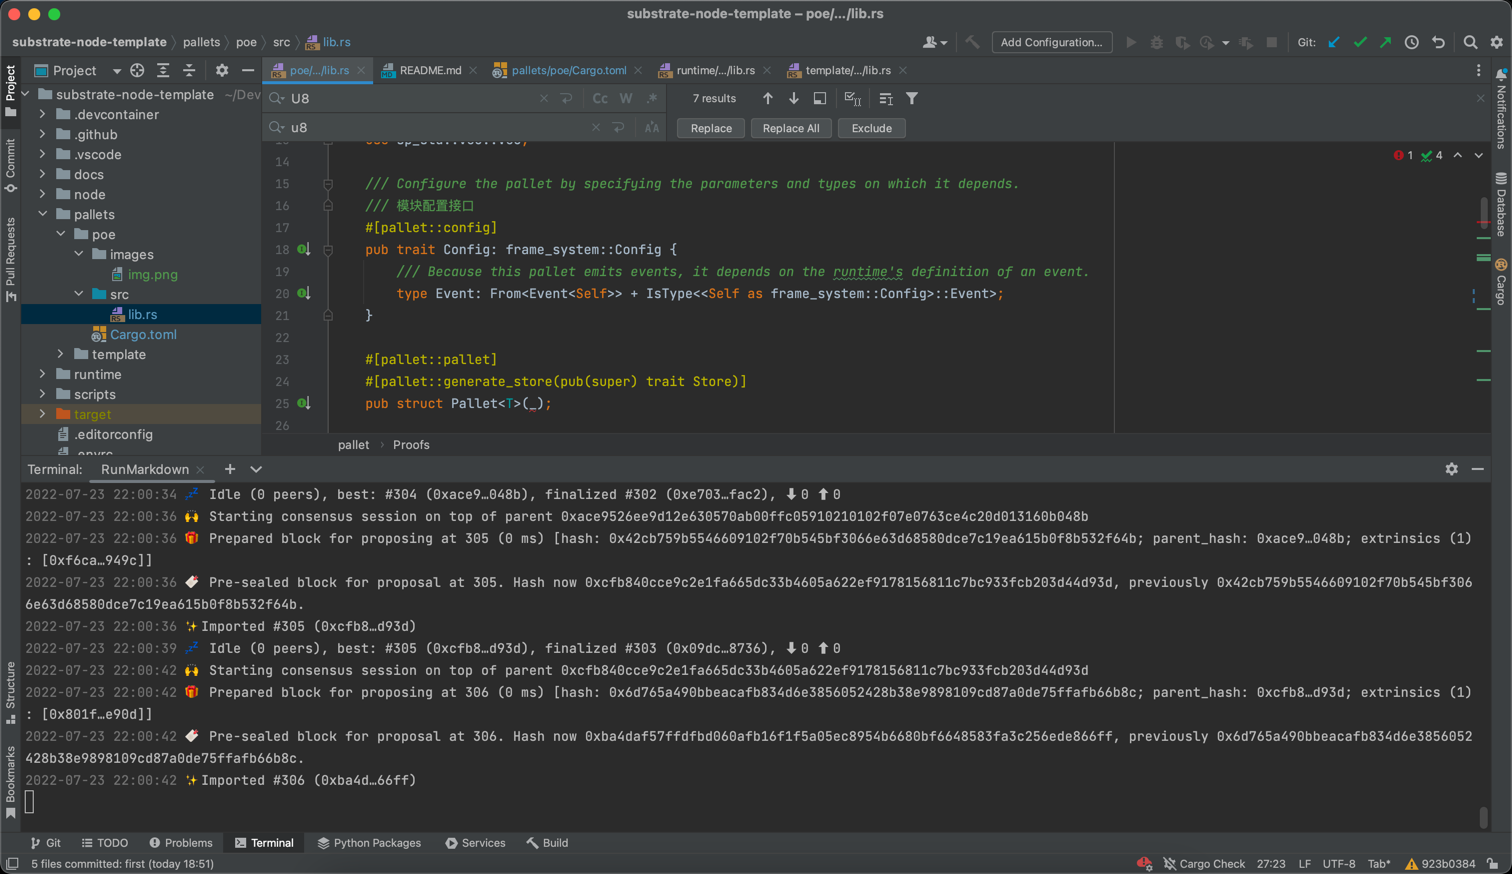 substrate-node-template – poe/.../lib.rs
substrate-node-template pallets poe src lib.rs
Add Configuration...
Git:
Project
poe/.../lib.rs
README.md
pallets/poe/Cargo.toml
runtime/.../lib.rs
template/.../lib.rs
Project
Commit
Pull Requests
Structure
Bookmarks
substrate-node-template ~/Dev
.devcontainer
.github
.vscode
docs
node
pallets
poe
images
img.png
src
lib.rs
Cargo.toml
template
runtime
scripts
target
.editorconfig
.envrc
U8
Cc W .*
7 results
u8
Replace
Replace All
Exclude
1 4
14
15 /// Configure the pallet by specifying the parameters and types on which it depends.
16 /// 模块配置接口
17 #[pallet::config]
18 pub trait Config: frame_system::Config {
19 /// Because this pallet emits events, it depends on the runtime's definition of an event.
20 type Event: From<Event<Self>> + IsType<<Self as frame_system::Config>::Event>;
21 }
22
23 #[pallet::pallet]
24 #[pallet::generate_store(pub(super) trait Store)]
25 pub struct Pallet<T>(_);
26
pallet Proofs
Notifications
Database
Cargo
Terminal: RunMarkdown
2022-07-23 22:00:34 💤 Idle (0 peers), best: #304 (0xace9…048b), finalized #302 (0xe703…fac2), ⬇ 0 ⬆ 0
2022-07-23 22:00:36 🙌 Starting consensus session on top of parent 0xace9526ee9d12e630570ab00ffc05910210102f07e0763ce4c20d013160b048b
2022-07-23 22:00:36 🎁 Prepared block for proposing at 305 (0 ms) [hash: 0x42cb759b5546609102f70b545bf3066e63d68580dce7c19ea615b0f8b532f64b; parent_hash: 0xace9…048b; extrinsics (1)
: [0xf6ca…949c]]
2022-07-23 22:00:36 🔖 Pre-sealed block for proposal at 305. Hash now 0xcfb840cce9c2e1fa665dc33b4605a622ef9178156811c7bc933fcb203d44d93d, previously 0x42cb759b5546609102f70b545bf306
6e63d68580dce7c19ea615b0f8b532f64b.
2022-07-23 22:00:36 ✨ Imported #305 (0xcfb8…d93d)
2022-07-23 22:00:39 💤 Idle (0 peers), best: #305 (0xcfb8…d93d), finalized #303 (0x09dc…8736), ⬇ 0 ⬆ 0
2022-07-23 22:00:42 🙌 Starting consensus session on top of parent 0xcfb840cce9c2e1fa665dc33b4605a622ef9178156811c7bc933fcb203d44d93d
2022-07-23 22:00:42 🎁 Prepared block for proposing at 306 (0 ms) [hash: 0x6d765a490bbeacafb834d6e3856052428b38e9898109cd87a0de75ffafb66b8c; parent_hash: 0xcfb8…d93d; extrinsics (1)
: [0x801f…e90d]]
2022-07-23 22:00:42 🔖 Pre-sealed block for proposal at 306. Hash now 0xba4daf57ffdfbd060afb16f1f5a05ec8954b6680bf6648583fa3c256ede866ff, previously 0x6d765a490bbeacafb834d6e3856052
428b38e9898109cd87a0de75ffafb66b8c.
2022-07-23 22:00:42 ✨ Imported #306 (0xba4d…66ff)
Git
TODO
Problems
Terminal
Python Packages
Services
Build
5 files committed: first (today 18:51)
Cargo Check 27:23 LF UTF-8 Tab* 923b0384